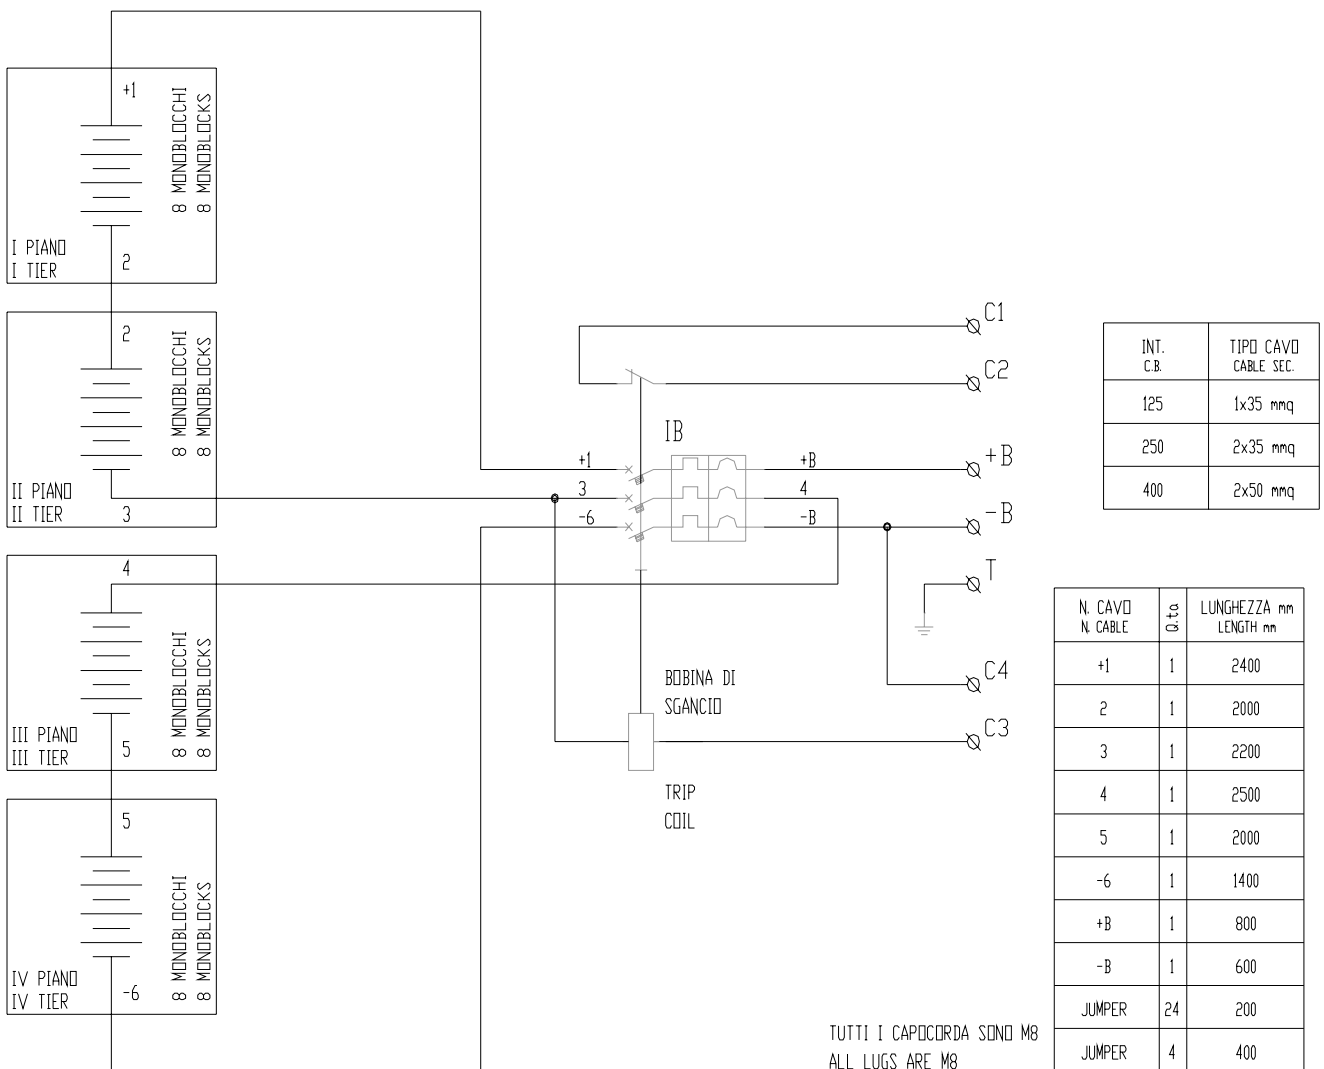 +1
8 MONOBLOCCHI
8 MONOBLOCKS
I PIANO
I TIER
2
2
8 MONOBLOCCHI
8 MONOBLOCKS
II PIANO
II TIER
3
4
8 MONOBLOCCHI
8 MONOBLOCKS
III PIANO
III TIER
5
5
8 MONOBLOCCHI
8 MONOBLOCKS
IV PIANO
IV TIER
-6
C1
C2
IB
+1
3
-6
+B
4
-B
+B
-B
T
C4
C3
BOBINA DI
SGANCIO
TRIP
COIL
INT. TIPO CAVO
C.B. CABLE SEC.
125 1x35 mmq
250 2x35 mmq
400 2x50 mmq
N. CAVO Q.ta LUNGHEZZA mm
N. CABLE LENGTH mm
+1 1 2400
2 1 2000
3 1 2200
4 1 2500
5 1 2000
-6 1 1400
+B 1 800
-B 1 600
JUMPER 24 200
JUMPER 4 400
TUTTI I CAPOCORDA SONO M8
ALL LUGS ARE M8